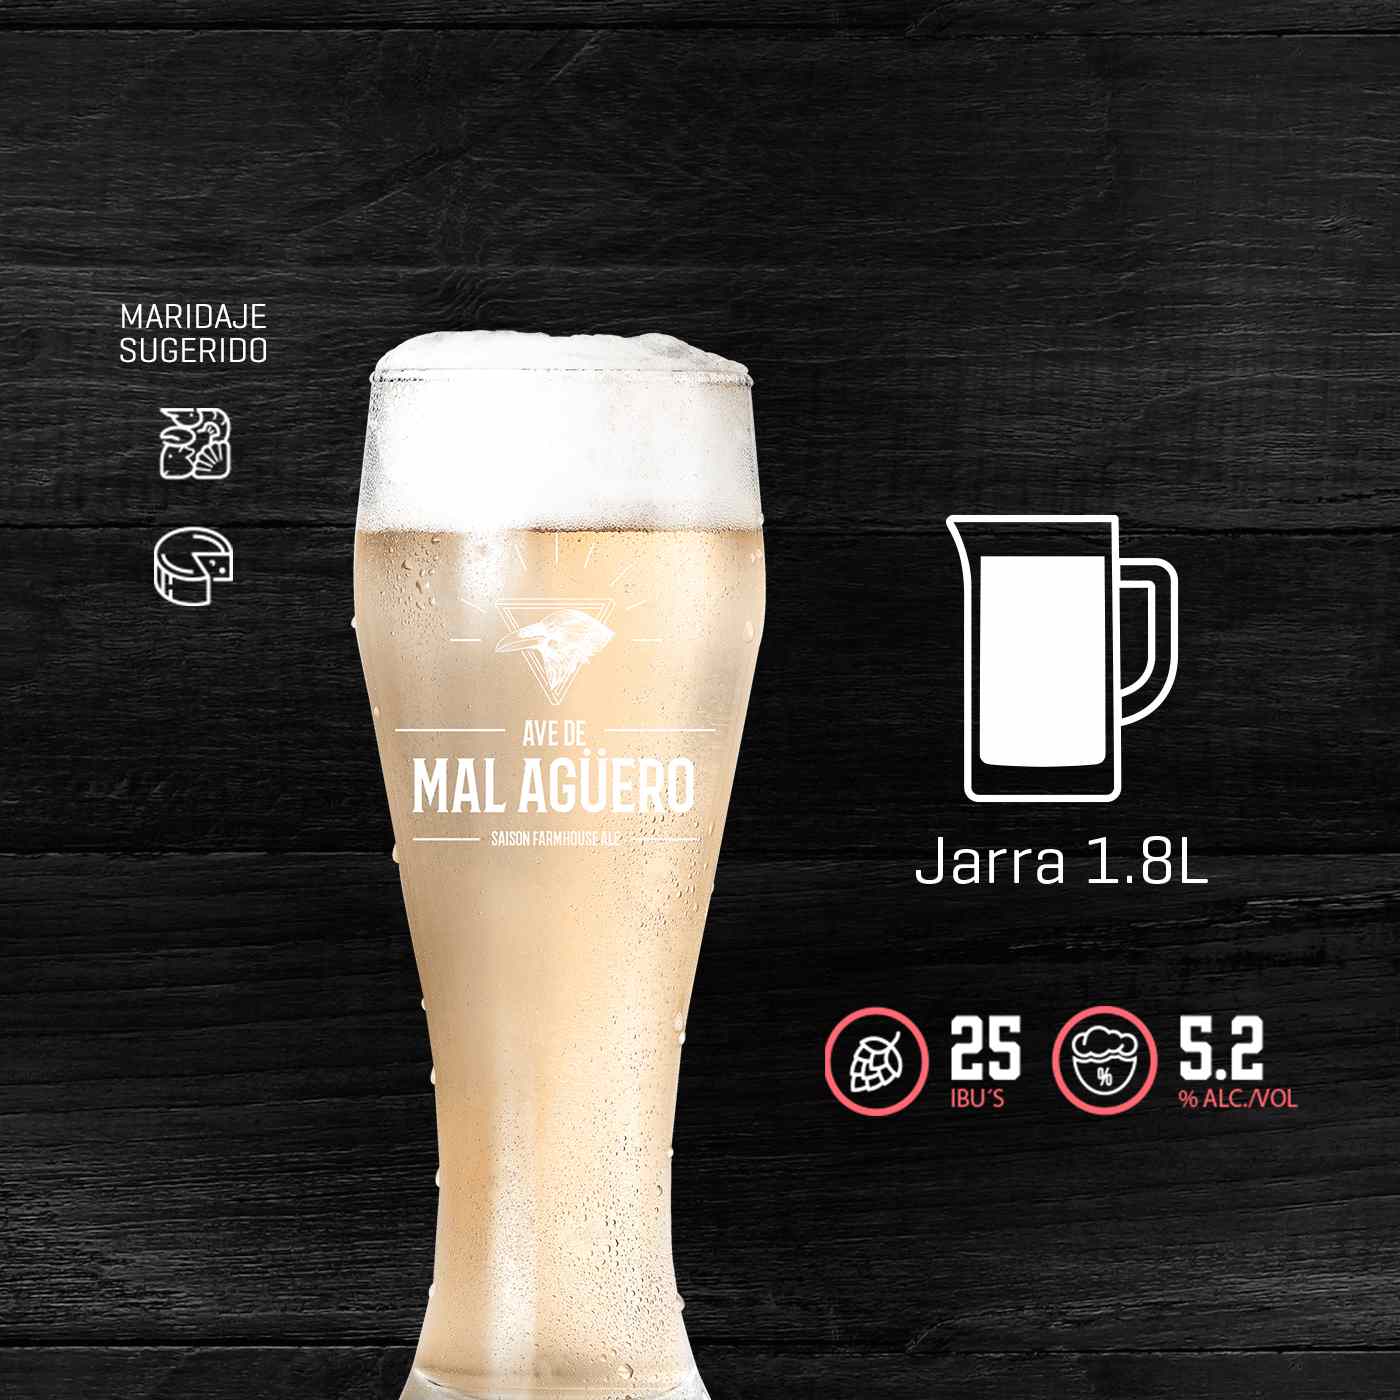 MARIDAJE
SUGERIDO
AVE DE
MAL AGÜERO
SAISON FARMHOUSE ALE
Jarra 1.8L
25
IBU´S
%
5.2
% ALC./VOL